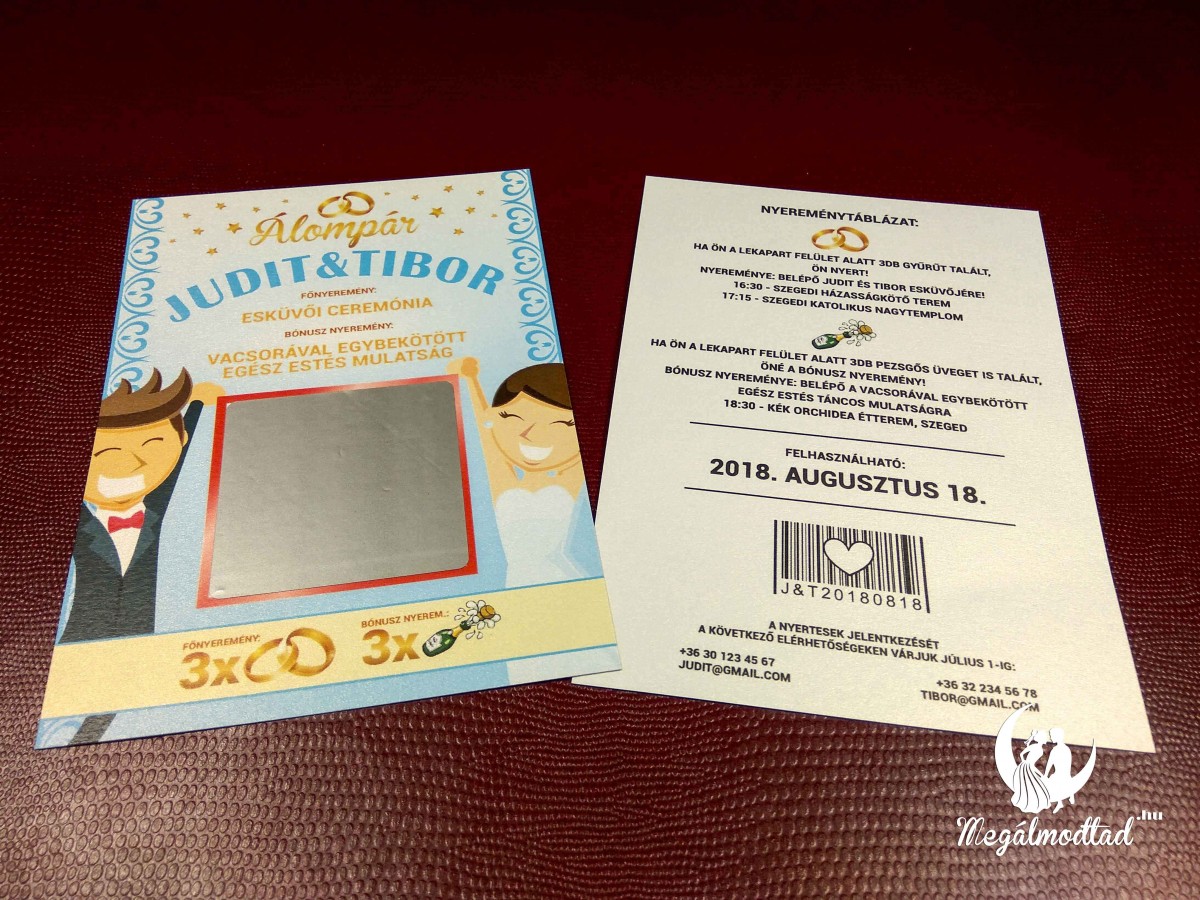 Álompár
JUDIT&TIBOR
FŐNYEREMÉNY:
ESKÜVŐI CEREMÓNIA
BÓNUSZ NYEREMÉNY:
VACSORÁVAL EGYBEKÖTÖTT
EGÉSZ ESTÉS MULATSÁG
FŐNYEREMÉNY:
3x
BÓNUSZ NYEREM.:
3x
NYEREMÉNYTÁBLÁZAT:
HA ÖN A LEKAPART FELÜLET ALATT 3DB GYŰRŰT TALÁLT,
ÖN NYERT!
NYEREMÉNYE: BELÉPŐ JUDIT ÉS TIBOR ESKÜVŐJÉRE!
16:30 - SZEGEDI HÁZASSÁGKÖTŐ TEREM
17:15 - SZEGEDI KATOLIKUS NAGYTEMPLOM
HA ÖN A LEKAPART FELÜLET ALATT 3DB PEZSGŐS ÜVEGET IS TALÁLT,
ÖNÉ A BÓNUSZ NYEREMÉNY!
BÓNUSZ NYEREMÉNYE: BELÉPŐ A VACSORÁVAL EGYBEKÖTÖTT
EGÉSZ ESTÉS TÁNCOS MULATSÁGRA
18:30 - KÉK ORCHIDEA ÉTTEREM, SZEGED
FELHASZNÁLHATÓ:
2018. AUGUSZTUS 18.
J&T20180818
A NYERTESEK JELENTKEZÉSÉT
A KÖVETKEZŐ ELÉRHETŐSÉGEKEN VÁRJUK JÚLIUS 1-IG:
+36 30 123 45 67
JUDIT@GMAIL.COM
+36 32 234 56 78
TIBOR@GMAIL.COM
Megálmodtad.hu